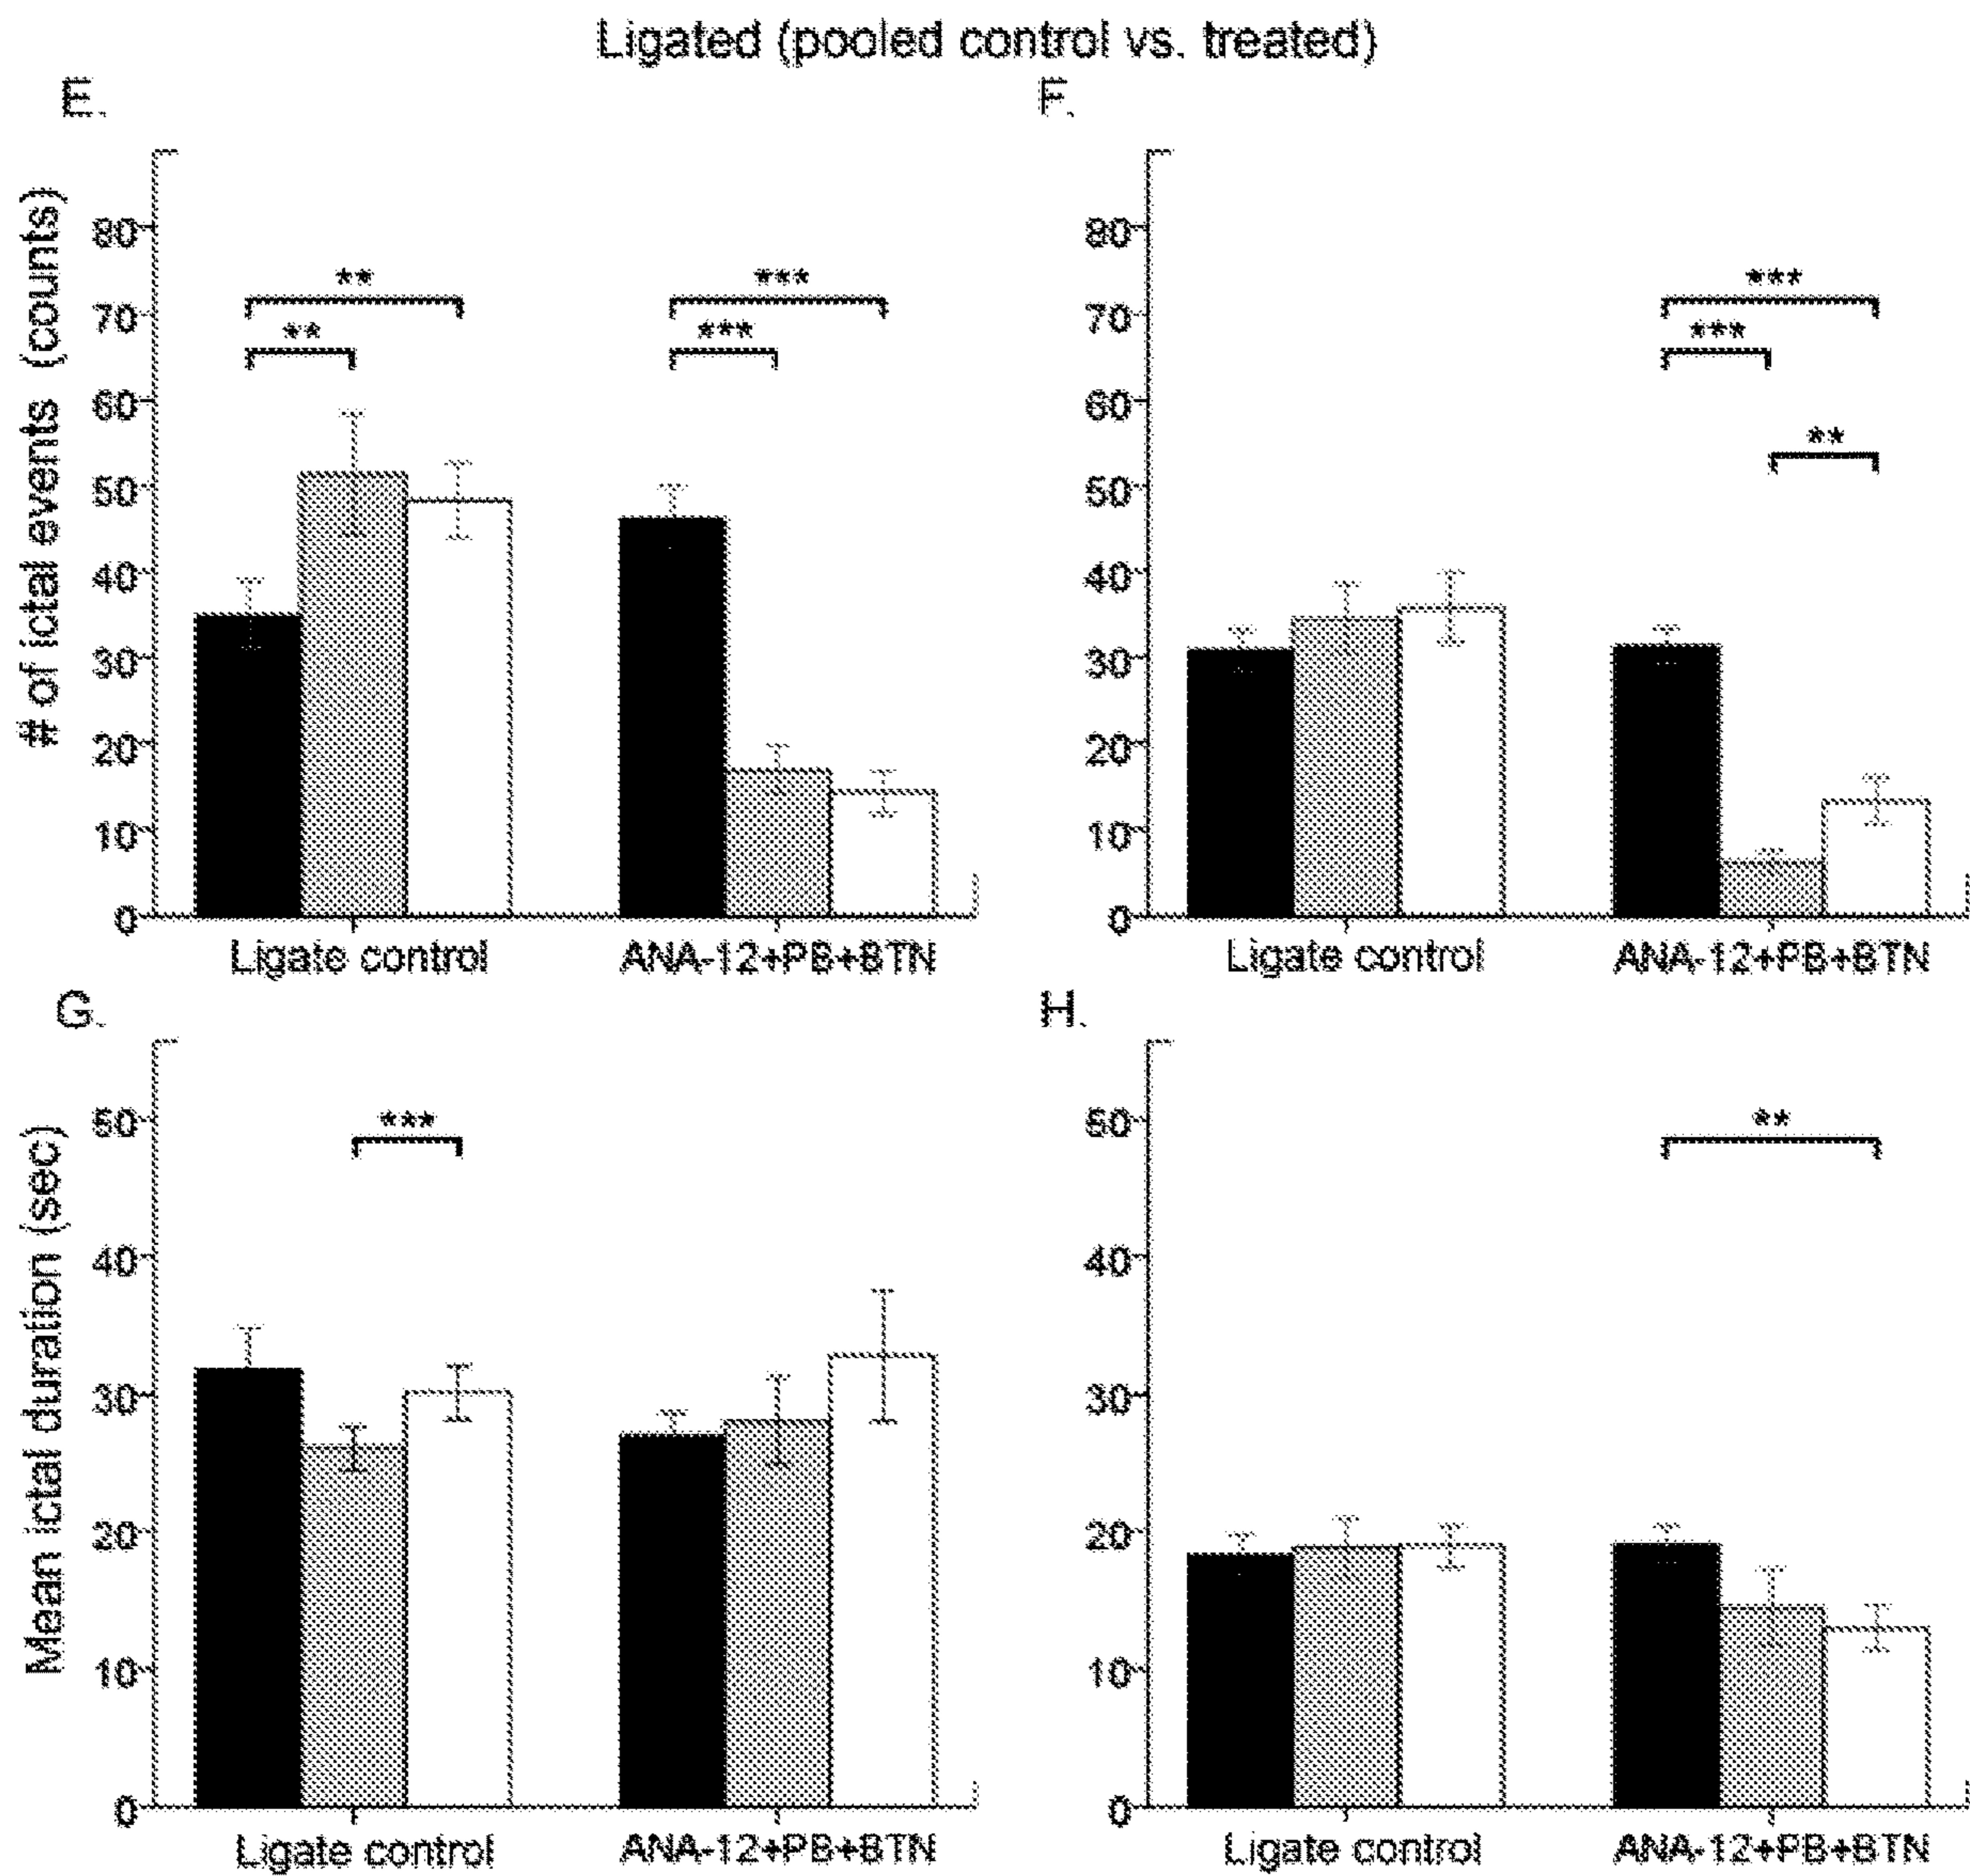 Ligated (pooled control vs. treated)
E.
# of ictal events (counts)
80
70
60
50
40
30
20
10
0
**
**
***
***
Ligate control
ANA-12+PB+BTN
F.
80
70
60
50
40
30
20
10
0
***
***
**
Ligate control
ANA-12+PB+BTN
G.
Mean ictal duration (sec)
50
40
30
20
10
0
***
Ligate control
ANA-12+PB+BTN
H.
50
40
30
20
10
0
**
Ligate control
ANA-12+PB+BTN